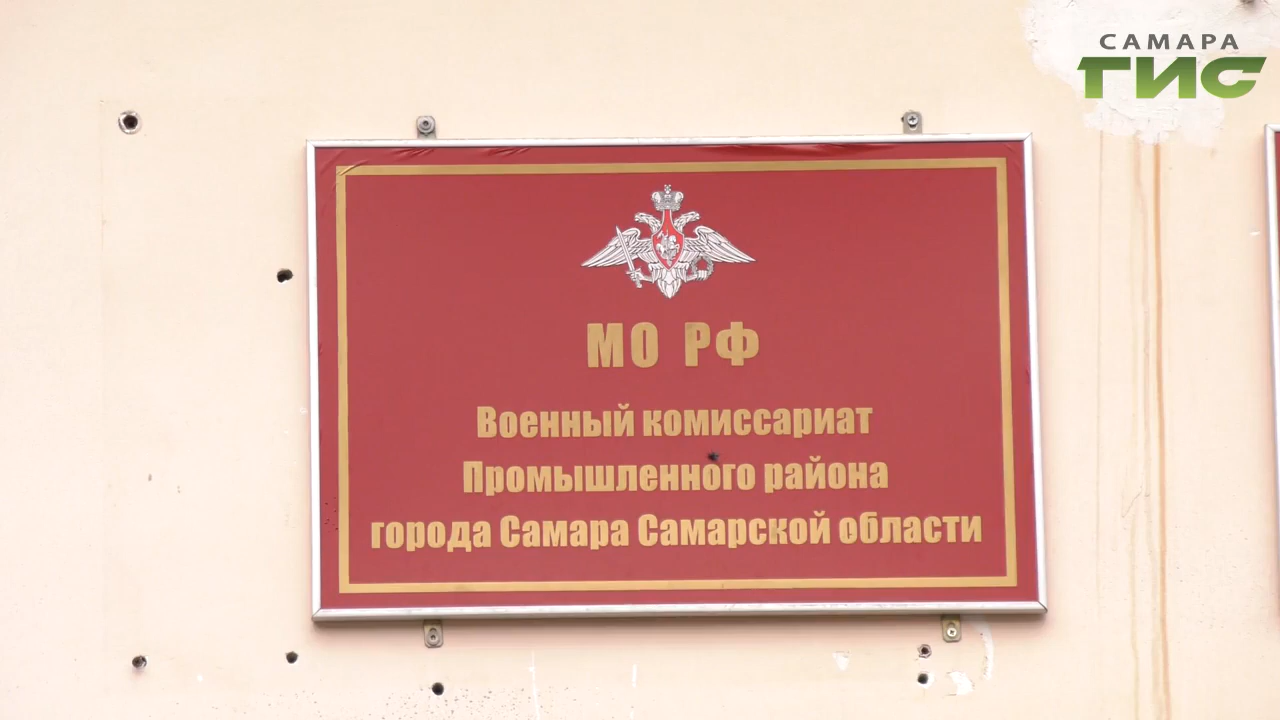 САМАРА
ГИС
МО РФ
Военный комиссариат
Промышленного района
города Самара Самарской области